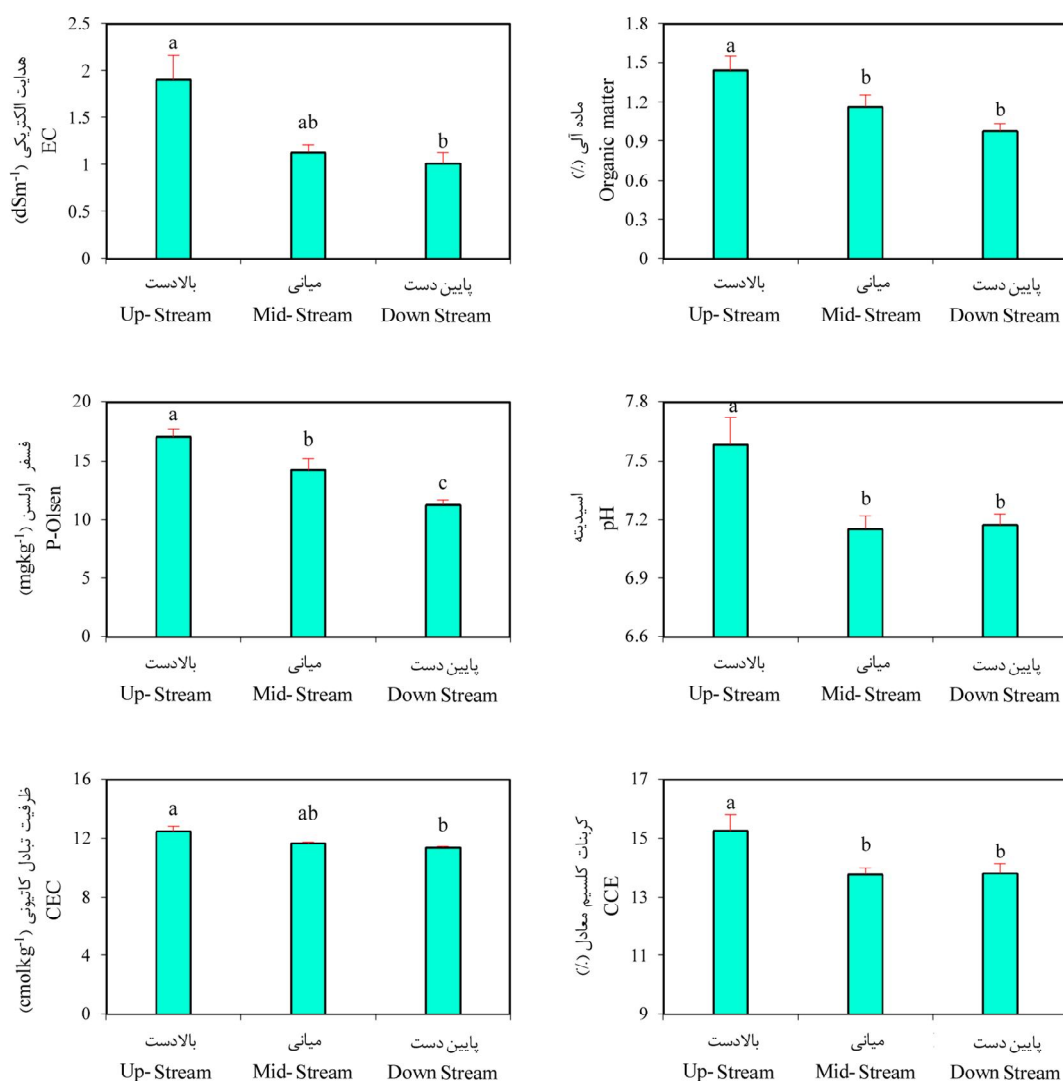 هدایت الکتریکی (dSm-1)
EC
2.5
2
1.5
1
0.5
0
a
ab
b
بالادست
میانی
پایین دست
Up-Stream
Mid-Stream
Down Stream
ماده آلی (٪)
Organic matter
1.8
1.5
1.2
0.9
0.6
0.3
0
a
b
b
بالادست
میانی
پایین دست
Up-Stream
Mid-Stream
Down Stream
فسفر اولسن (mgkg-1)
P-Olsen
20
15
10
5
0
a
b
c
بالادست
میانی
پایین دست
Up-Stream
Mid-Stream
Down Stream
اسیدیته
pH
7.8
7.5
7.2
6.9
6.6
a
b
b
بالادست
میانی
پایین دست
Up-Stream
Mid-Stream
Down Stream
ظرفیت تبادل کاتیونی (cmolkg-1)
CEC
16
12
8
4
0
a
ab
b
بالادست
میانی
پایین دست
Up-Stream
Mid-Stream
Down Stream
کربنات کلسیم معادل (٪)
CCE
17
15
13
11
9
a
b
b
بالادست
میانی
پایین دست
Up-Stream
Mid-Stream
Down Stream